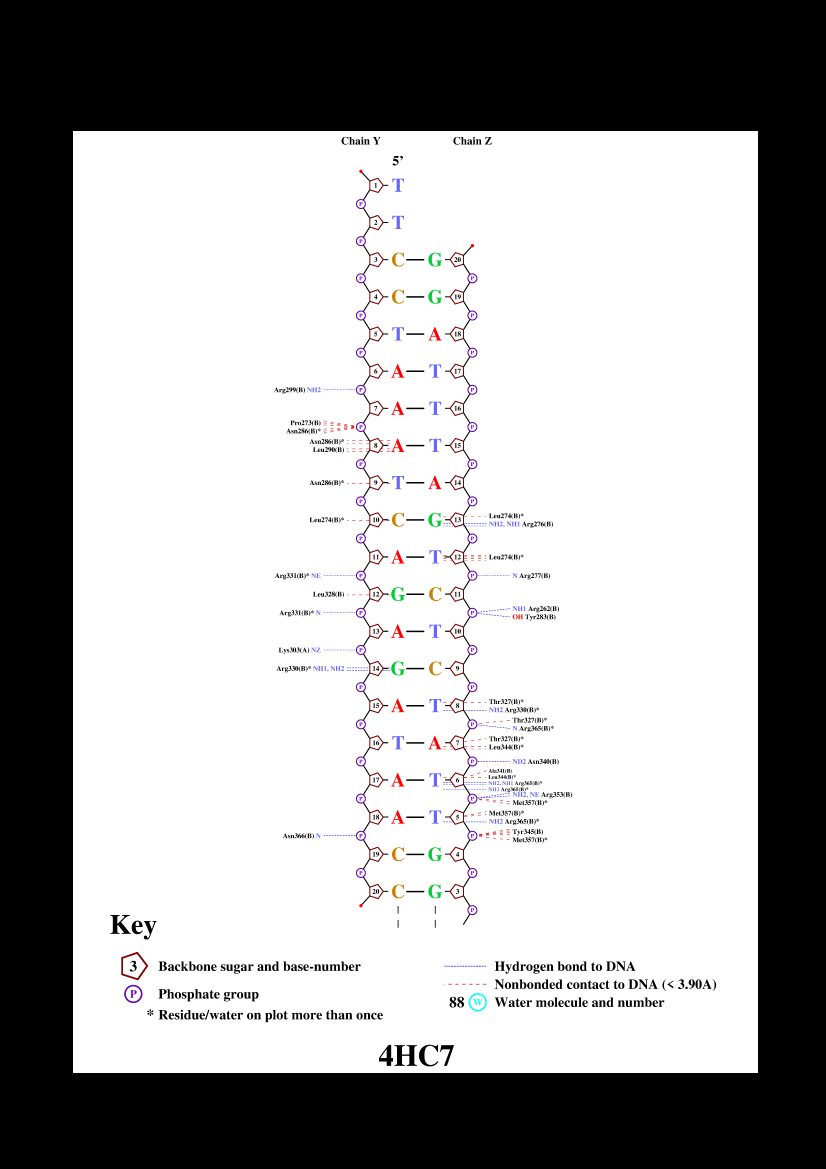 Chain Y Chain Z
5’
1 T
P
2 T
P
3 C G 20
P P
4 C G 19
P P
5 T A 18
P P
6 A T 17
Arg299(B) NH2 P P
7 A T 16
Pro273(B)
Asn286(B)* P P
Asn286(B)*
Leu290(B) 8 A T 15
P P
Asn286(B)* 9 T A 14
P P
Leu274(B)* 10 C G 13 Leu274(B)*
NH2, NH1 Arg276(B)
P P
11 A T 12 Leu274(B)*
Arg331(B)* NE P P N Arg277(B)
Leu328(B) 12 G C 11
Arg331(B)* N P P NH1 Arg262(B)
OH Tyr283(B)
13 A T 10
Lys303(A) NZ P P
Arg330(B)* NH1, NH2 14 G C 9
P P
15 A T 8 Thr327(B)*
NH2 Arg330(B)*
P P Thr327(B)*
N Arg365(B)*
16 T A 7 Thr327(B)*
Leu344(B)*
P P ND2 Asn340(B)
Ala341(B)
17 A T 6 Leu344(B)*
NH2, NH1 Arg365(B)*
NH2 Arg365(B)*
P P NH2, NE Arg353(B)
Met357(B)*
18 A T 5 Met357(B)*
NH2 Arg365(B)*
Asn366(B) N P P Tyr345(B)
Met357(B)*
19 C G 4
P P
20 C G 3
P
Key
3 Backbone sugar and base-number
P Phosphate group
* Residue/water on plot more than once
Hydrogen bond to DNA
Nonbonded contact to DNA (< 3.90A)
88 W Water molecule and number
4HC7